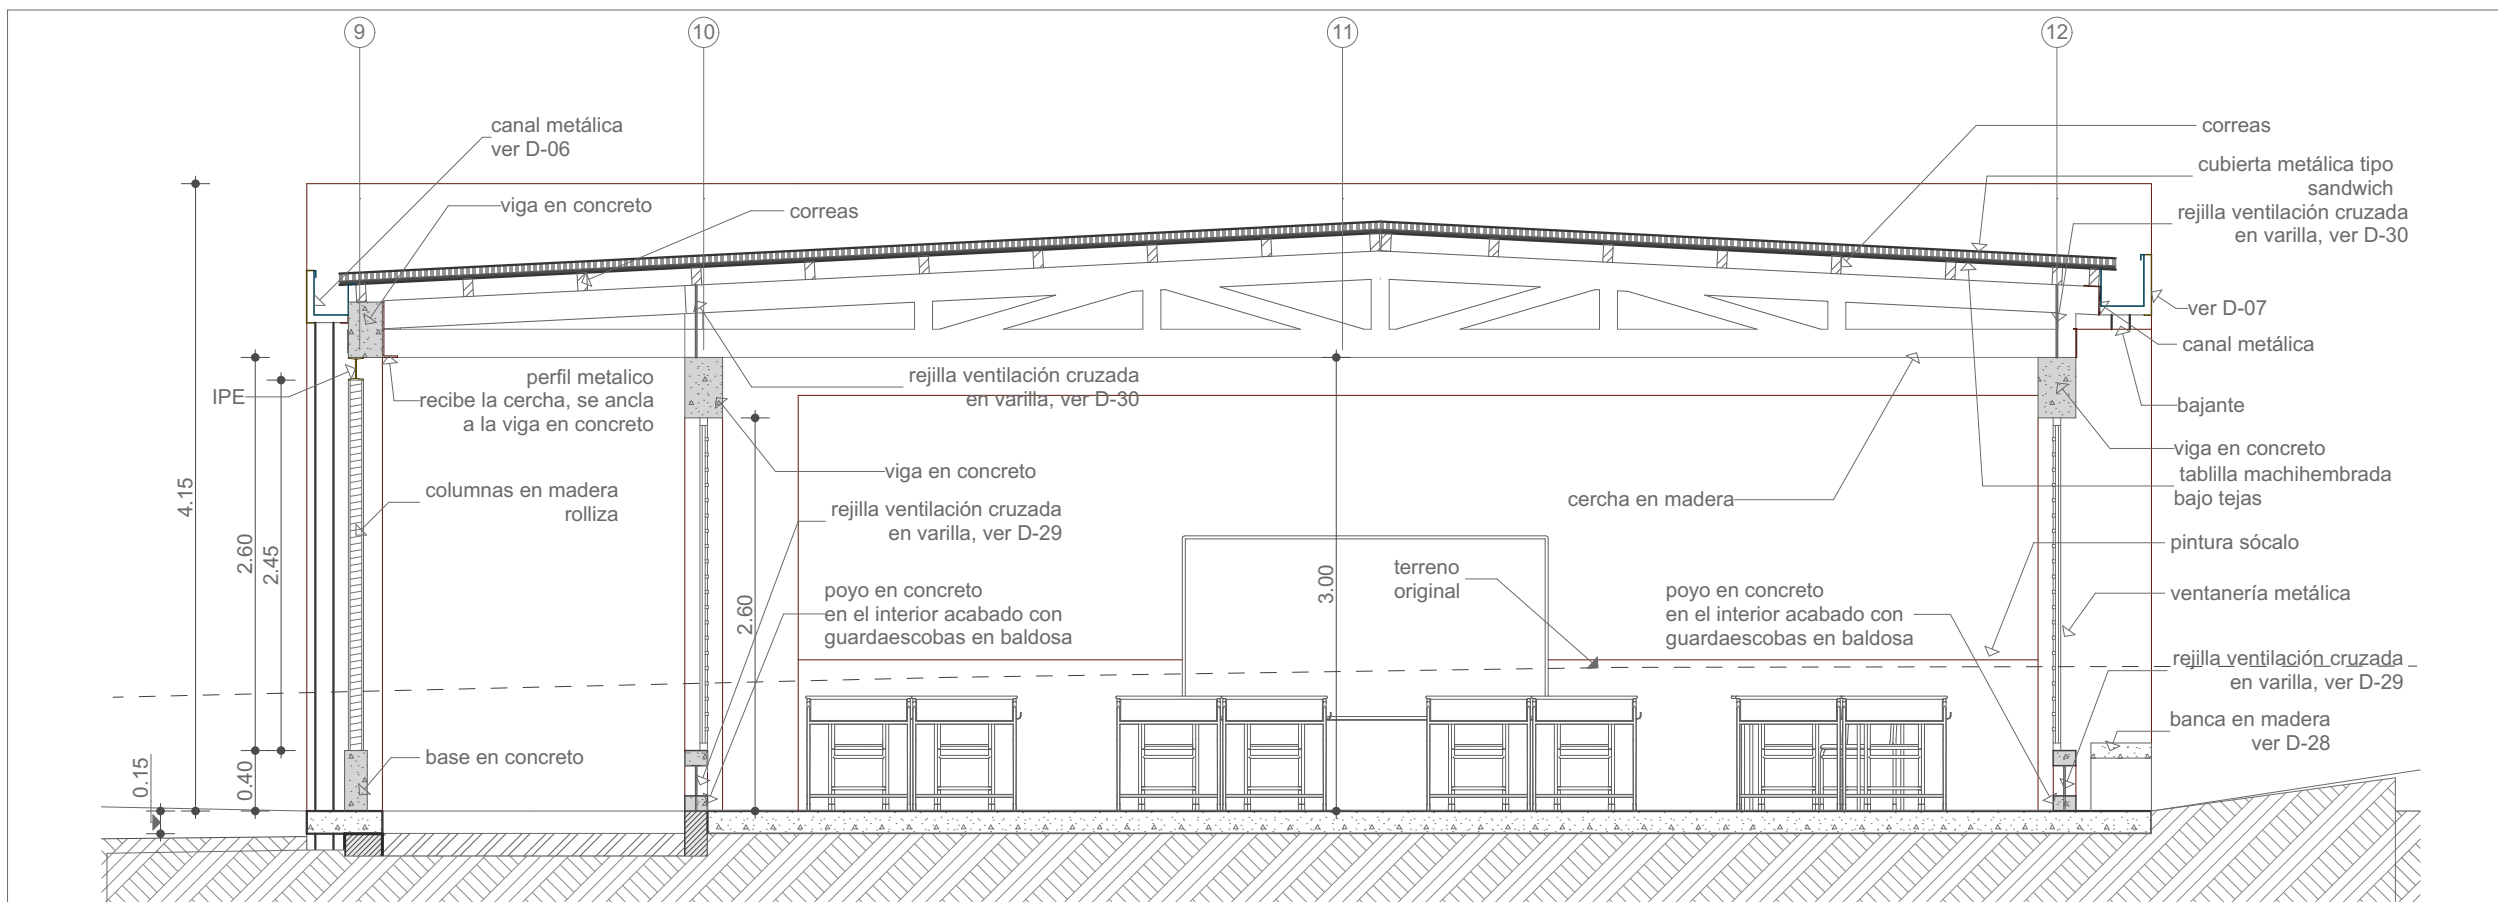 9
10
11
12
canal metálica
ver D-06
viga en concreto
correas
correas
cubierta metálica tipo
sandwich
rejilla ventilación cruzada
en varilla, ver D-30
ver D-07
canal metálica
bajante
viga en concreto
tablilla machihembrada
bajo tejas
IPE
perfil metalico
recibe la cercha, se ancla
a la viga en concreto
rejilla ventilación cruzada
en varilla, ver D-30
viga en concreto
columnas en madera
rolliza
rejilla ventilación cruzada
en varilla, ver D-29
cercha en madera
pintura sócalo
terreno
original
poyo en concreto
en el interior acabado con
guardaescobas en baldosa
poyo en concreto
en el interior acabado con
guardaescobas en baldosa
ventanería metálica
rejilla ventilación cruzada
en varilla, ver D-29
banca en madera
ver D-28
base en concreto
4.15
2.60
2.45
2.60
3.00
0.15
0.40